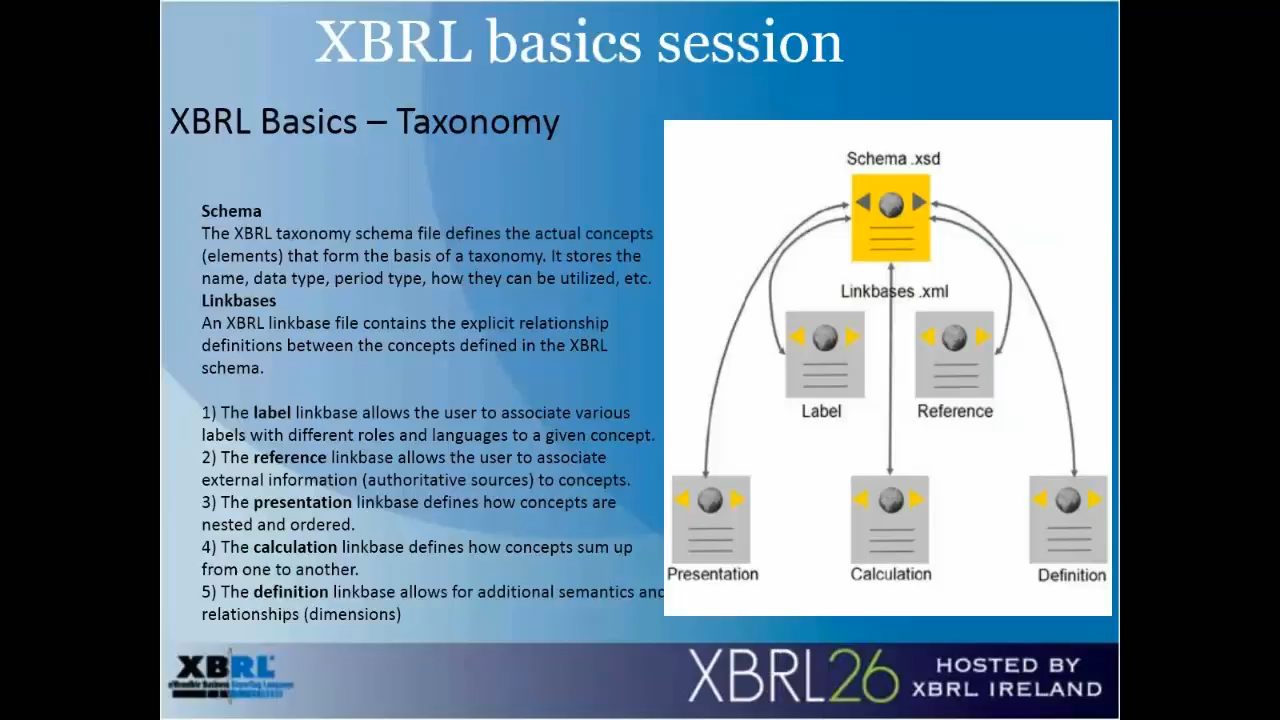 XBRL basics session
XBRL Basics – Taxonomy
Schema
The XBRL taxonomy schema file defines the actual concepts
(elements) that form the basis of a taxonomy. It stores the
name, data type, period type, how they can be utilized, etc.
Linkbases
An XBRL linkbase file contains the explicit relationship
definitions between the concepts defined in the XBRL
schema.
1) The label linkbase allows the user to associate various
labels with different roles and languages to a given concept.
2) The reference linkbase allows the user to associate
external information (authoritative sources) to concepts.
3) The presentation linkbase defines how concepts are
nested and ordered.
4) The calculation linkbase defines how concepts sum up
from one to another.
5) The definition linkbase allows for additional semantics and
relationships (dimensions)
Schema .xsd
Linkbases .xml
Label
Reference
Presentation
Calculation
Definition
XBRL
eXtensible Business Reporting Language
XBRL26
HOSTED BY
XBRL IRELAND